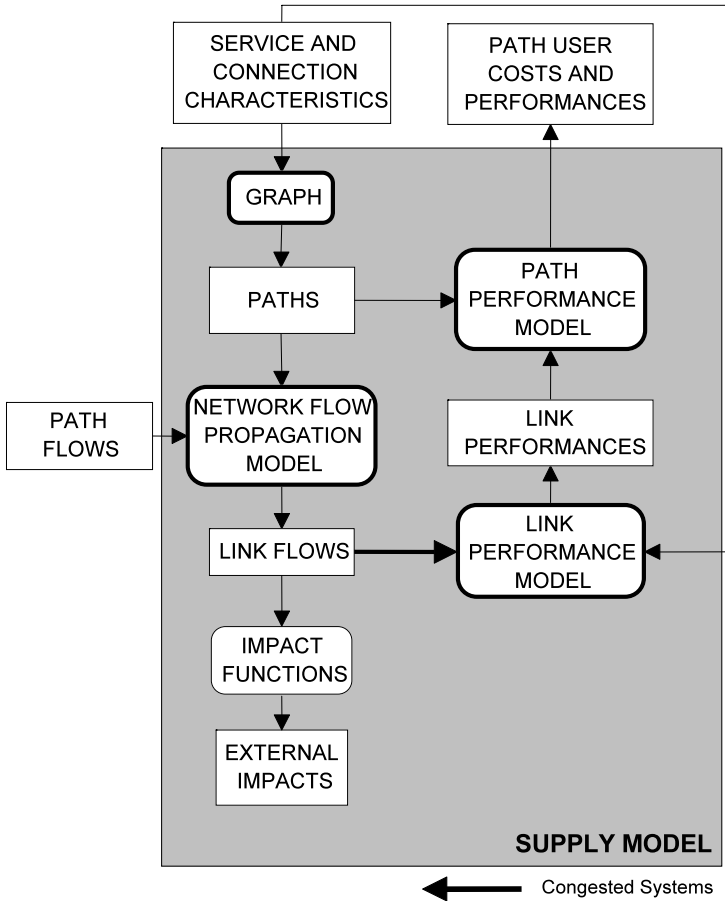 SERVICE AND
CONNECTION
CHARACTERISTICS
PATH USER
COSTS AND
PERFORMANCES
GRAPH
PATHS
PATH
PERFORMANCE
MODEL
PATH
FLOWS
NETWORK FLOW
PROPAGATION
MODEL
LINK
PERFORMANCES
LINK FLOWS
LINK
PERFORMANCE
MODEL
IMPACT
FUNCTIONS
EXTERNAL
IMPACTS
SUPPLY MODEL
Congested Systems